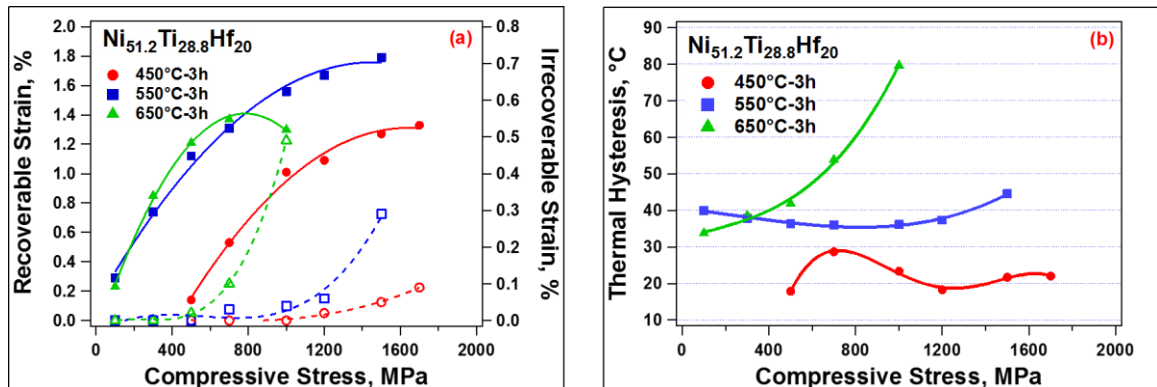 Ni51.2Ti28.8Hf20
(a)
450°C-3h
550°C-3h
650°C-3h
Recoverable Strain, %
2.0
1.8
1.6
1.4
1.2
1.0
0.8
0.6
0.4
0.2
0.0
Irrecoverable Strain, %
0.8
0.7
0.6
0.5
0.4
0.3
0.2
0.1
0.0
0 400 800 1200 1600 2000
Compressive Stress, MPa
Ni51.2Ti28.8Hf20
(b)
450°C-3h
550°C-3h
650°C-3h
Thermal Hysteresis, °C
90
80
70
60
50
40
30
20
10
0 400 800 1200 1600 2000
Compressive Stress, MPa